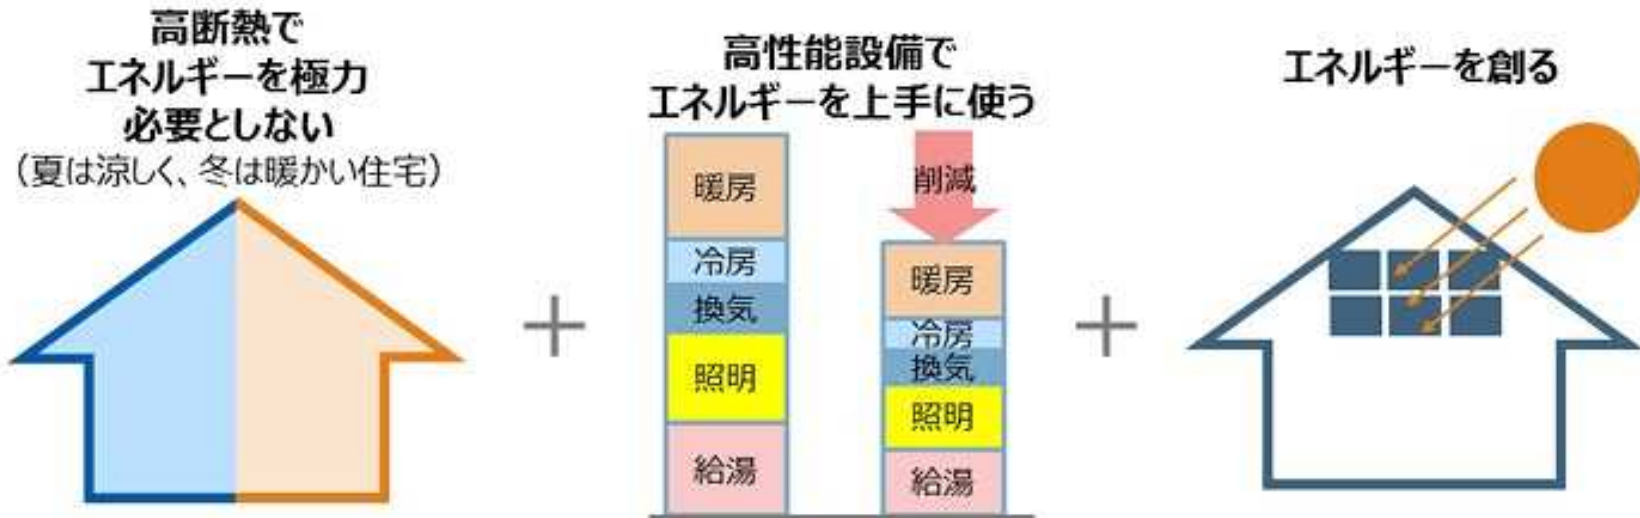 高断熱で
エネルギーを極力
必要としない
（夏は涼しく、冬は暖かい住宅）
高性能設備で
エネルギーを上手に使う
暖房
冷房
換気
照明
給湯
削減
暖房
冷房
換気
照明
給湯
エネルギーを創る